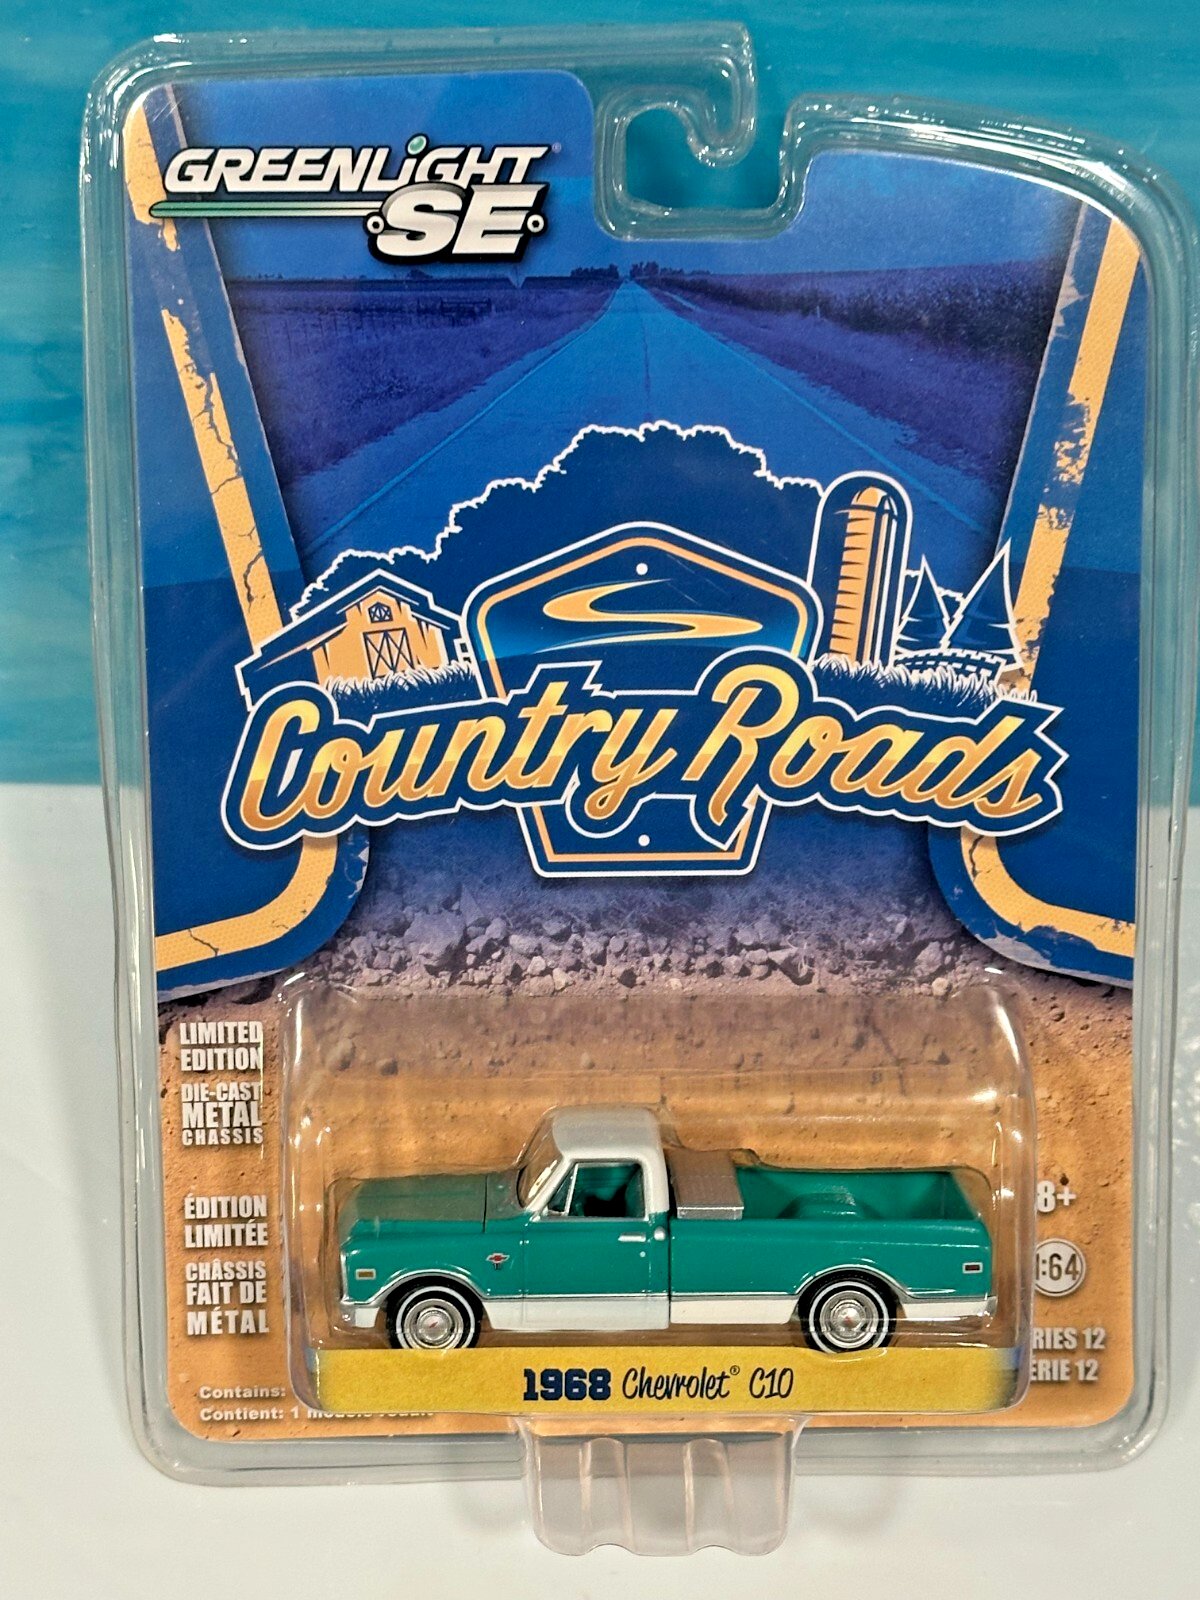 GREENLiGHT®
SE
Country Roads
LIMITED
EDITION
DIE-CAST
METAL
CHASSIS
ÉDITION
LIMITÉE
CHÂSSIS
FAIT DE
MÉTAL
8+
1:64
RIES 12
ÉRIE 12
Contains:
Contient: 1
1968 Chevrolet® C10